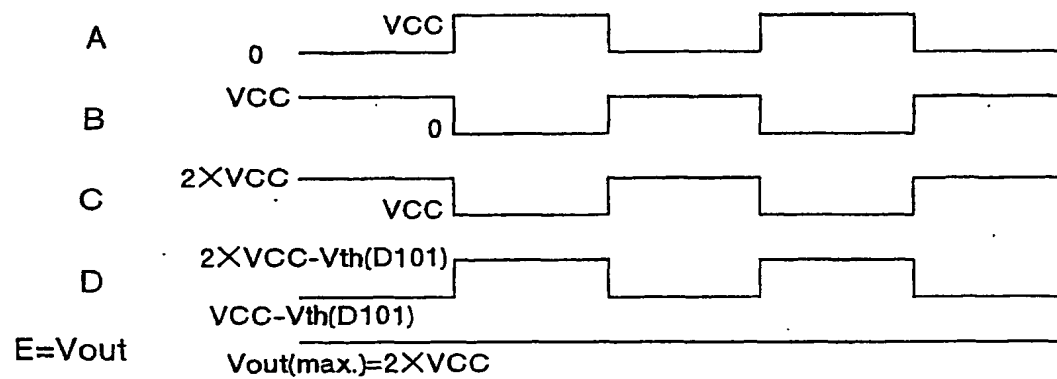 A
VCC
0
B
VCC
0
C
2×VCC
VCC
D
2×VCC-Vth(D101)
VCC-Vth(D101)
E=Vout
Vout(max.)=2×VCC